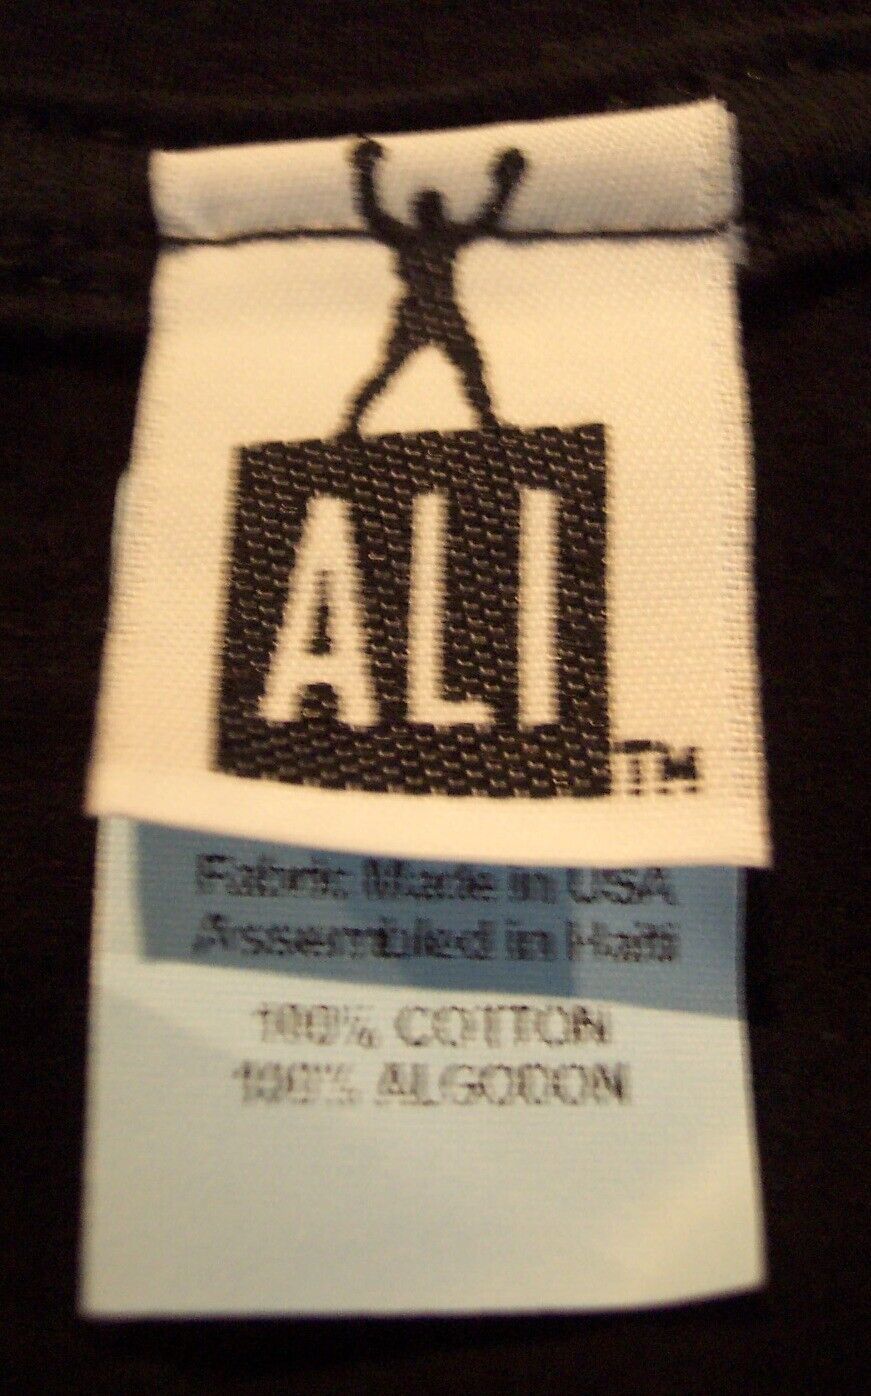 ALI
TM
Fabric Made in USA
Assembled in Haiti
100% COTTON
100% ALGODON